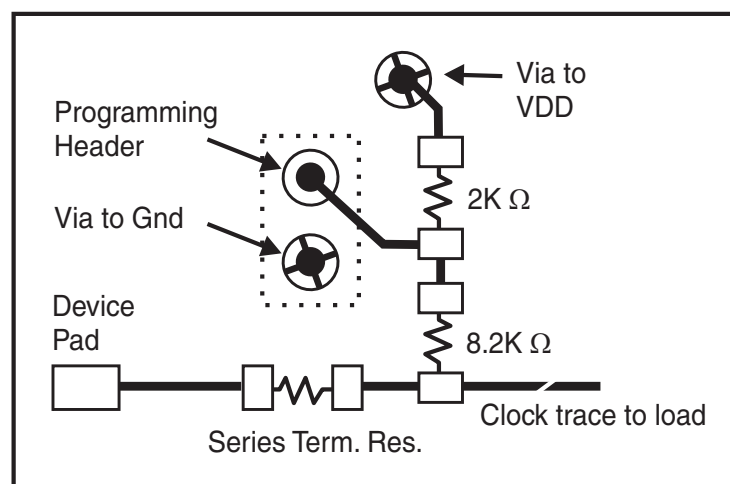 Via to
VDD
Programming
Header
2K Ω
Via to Gnd
Device
Pad
8.2K Ω
Clock trace to load
Series Term. Res.